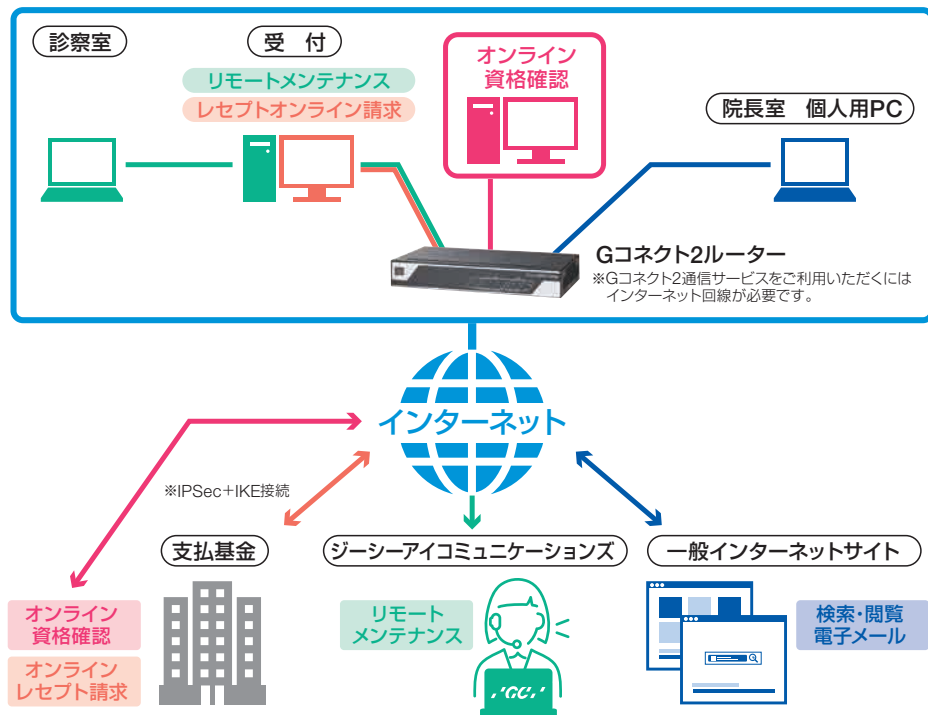 診察室
受　付
リモートメンテナンス
レセプトオンライン請求
オンライン
資格確認
院長室　個人用PC
Gコネクト2ルーター
※Gコネクト2通信サービスをご利用いただくには
インターネット回線が必要です。
インターネット
※IPSec+IKE接続
支払基金
ジーシーアイコミュニケーションズ
一般インターネットサイト
オンライン
資格確認
オンライン
レセプト請求
リモート
メンテナンス
'GC'
検索・閲覧
電子メール